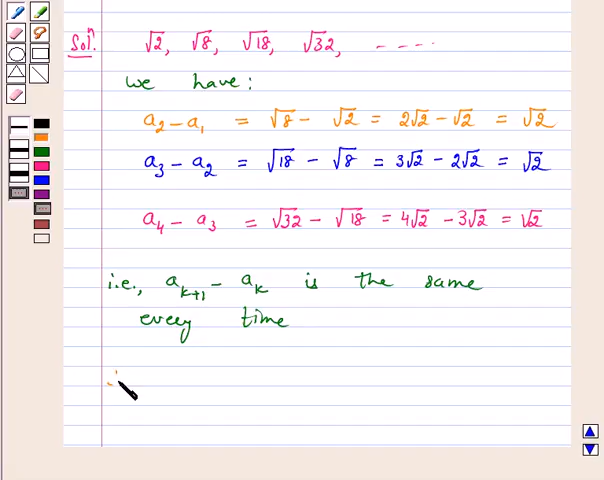 Solⁿ. √2, √8, √18, √32, ----.
We have:
a₂ - a₁ = √8 - √2 = 2√2 - √2 = √2
a₃ - a₂ = √18 - √8 = 3√2 - 2√2 = √2
a₄ - a₃ = √32 - √18 = 4√2 - 3√2 = √2
i.e., aₖ₊₁ - aₖ is the same
every time